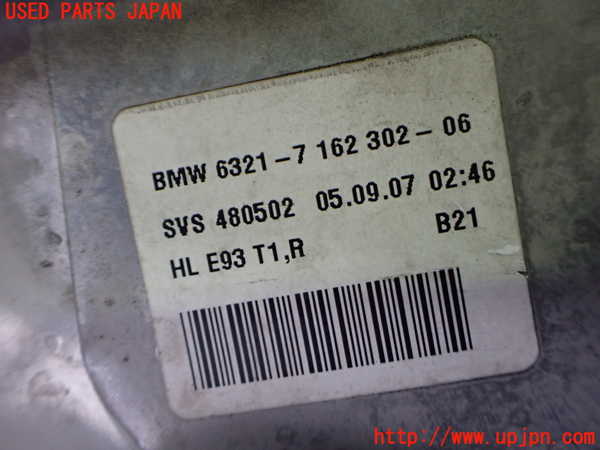 USED PARTS JAPAN
BMW 6321-7 162 302-06
SVS 480502 05.09.07 02:46
HL E93 T1,R B21
http://www.upjpn.com/